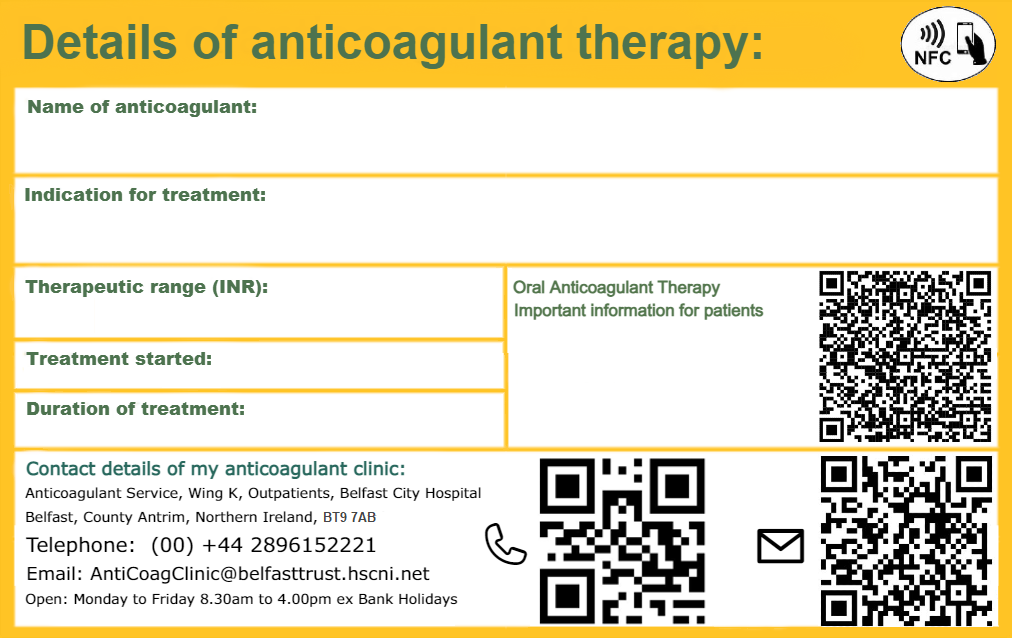 Details of anticoagulant therapy:
NFC
Name of anticoagulant:
Indication for treatment:
Therapeutic range (INR):
Treatment started:
Duration of treatment:
Oral Anticoagulant Therapy
Important information for patients
Contact details of my anticoagulant clinic:
Anticoagulant Service, Wing K, Outpatients, Belfast City Hospital
Belfast, County Antrim, Northern Ireland, BT9 7AB
Telephone: (00) +44 2896152221
Email: AntiCoagClinic@belfasttrust.hscni.net
Open: Monday to Friday 8.30am to 4.00pm ex Bank Holidays